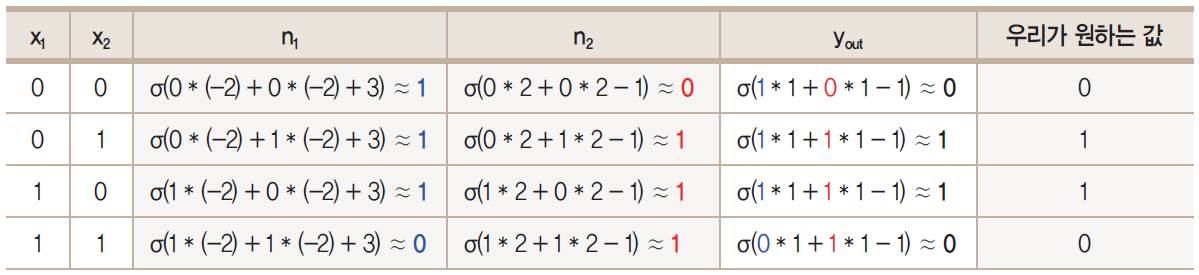 x₁ x₂ n₁ n₂ y_out 우리가 원하는 값
0 0 σ(0 * (−2) + 0 * (−2) + 3) ≈ 1 σ(0 * 2 + 0 * 2 − 1) ≈ 0 σ(1 * 1 + 0 * 1 − 1) ≈ 0 0
0 1 σ(0 * (−2) + 1 * (−2) + 3) ≈ 1 σ(0 * 2 + 1 * 2 − 1) ≈ 1 σ(1 * 1 + 1 * 1 − 1) ≈ 1 1
1 0 σ(1 * (−2) + 0 * (−2) + 3) ≈ 1 σ(1 * 2 + 0 * 2 − 1) ≈ 1 σ(1 * 1 + 1 * 1 − 1) ≈ 1 1
1 1 σ(1 * (−2) + 1 * (−2) + 3) ≈ 0 σ(1 * 2 + 1 * 2 − 1) ≈ 1 σ(0 * 1 + 1 * 1 − 1) ≈ 0 0